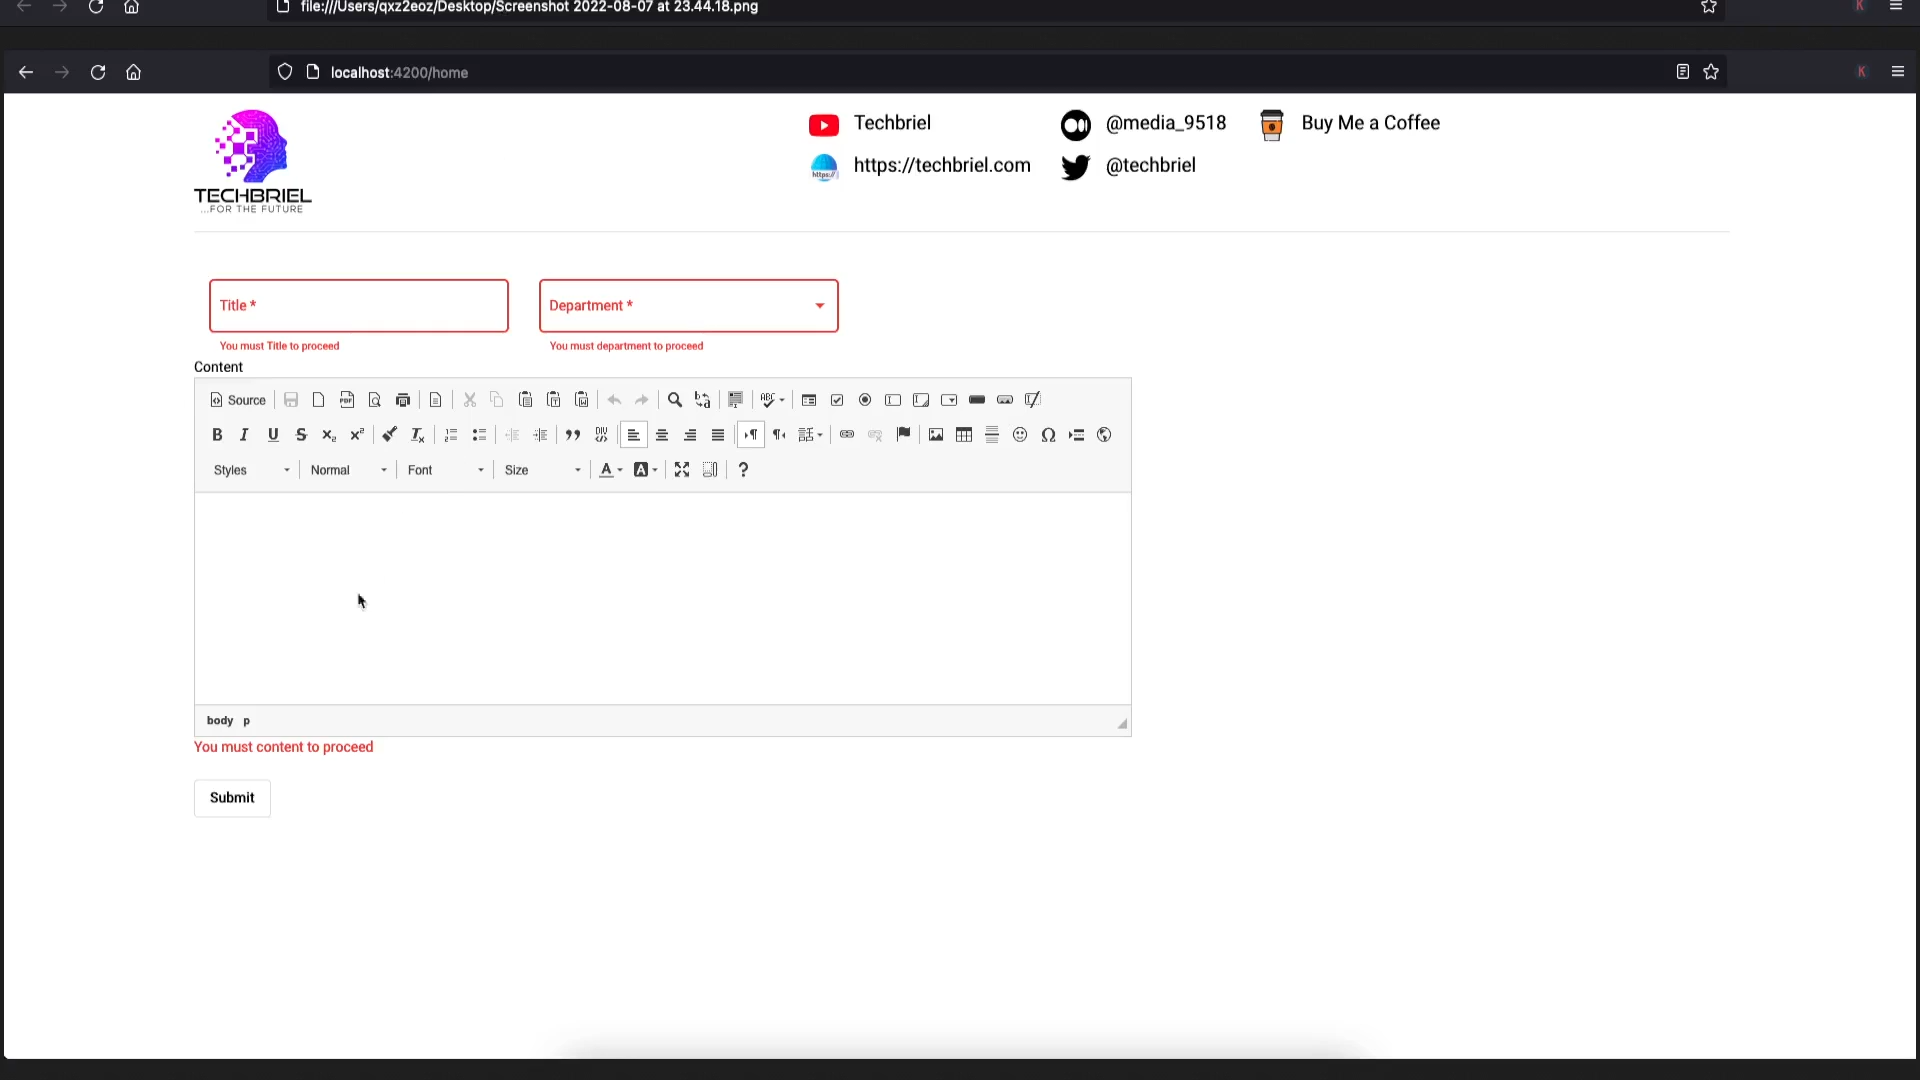 file:///Users/qxz2eoz/Desktop/Screenshot 2022-08-07 at 23.44.18.png
K
localhost:4200/home
K
TECHBRIEL
...FOR THE FUTURE
Techbriel
@media_9518
Buy Me a Coffee
https://
https://techbriel.com
@techbriel
Title *
Department *
You must Title to proceed
You must department to proceed
Content
Source
Styles Normal Font Size
body p
You must content to proceed
Submit